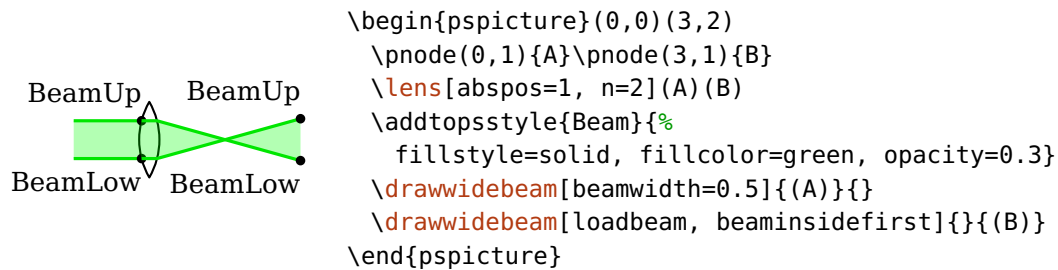 BeamUp BeamUp
BeamLow BeamLow
\begin{pspicture}(0,0)(3,2)
\pnode(0,1){A}\pnode(3,1){B}
\lens[abspos=1, n=2](A)(B)
\addtopsstyle{Beam}{%
fillstyle=solid, fillcolor=green, opacity=0.3}
\drawwidebeam[beamwidth=0.5]{(A)}{}
\drawwidebeam[loadbeam, beaminsidefirst]{}{(B)}
\end{pspicture}